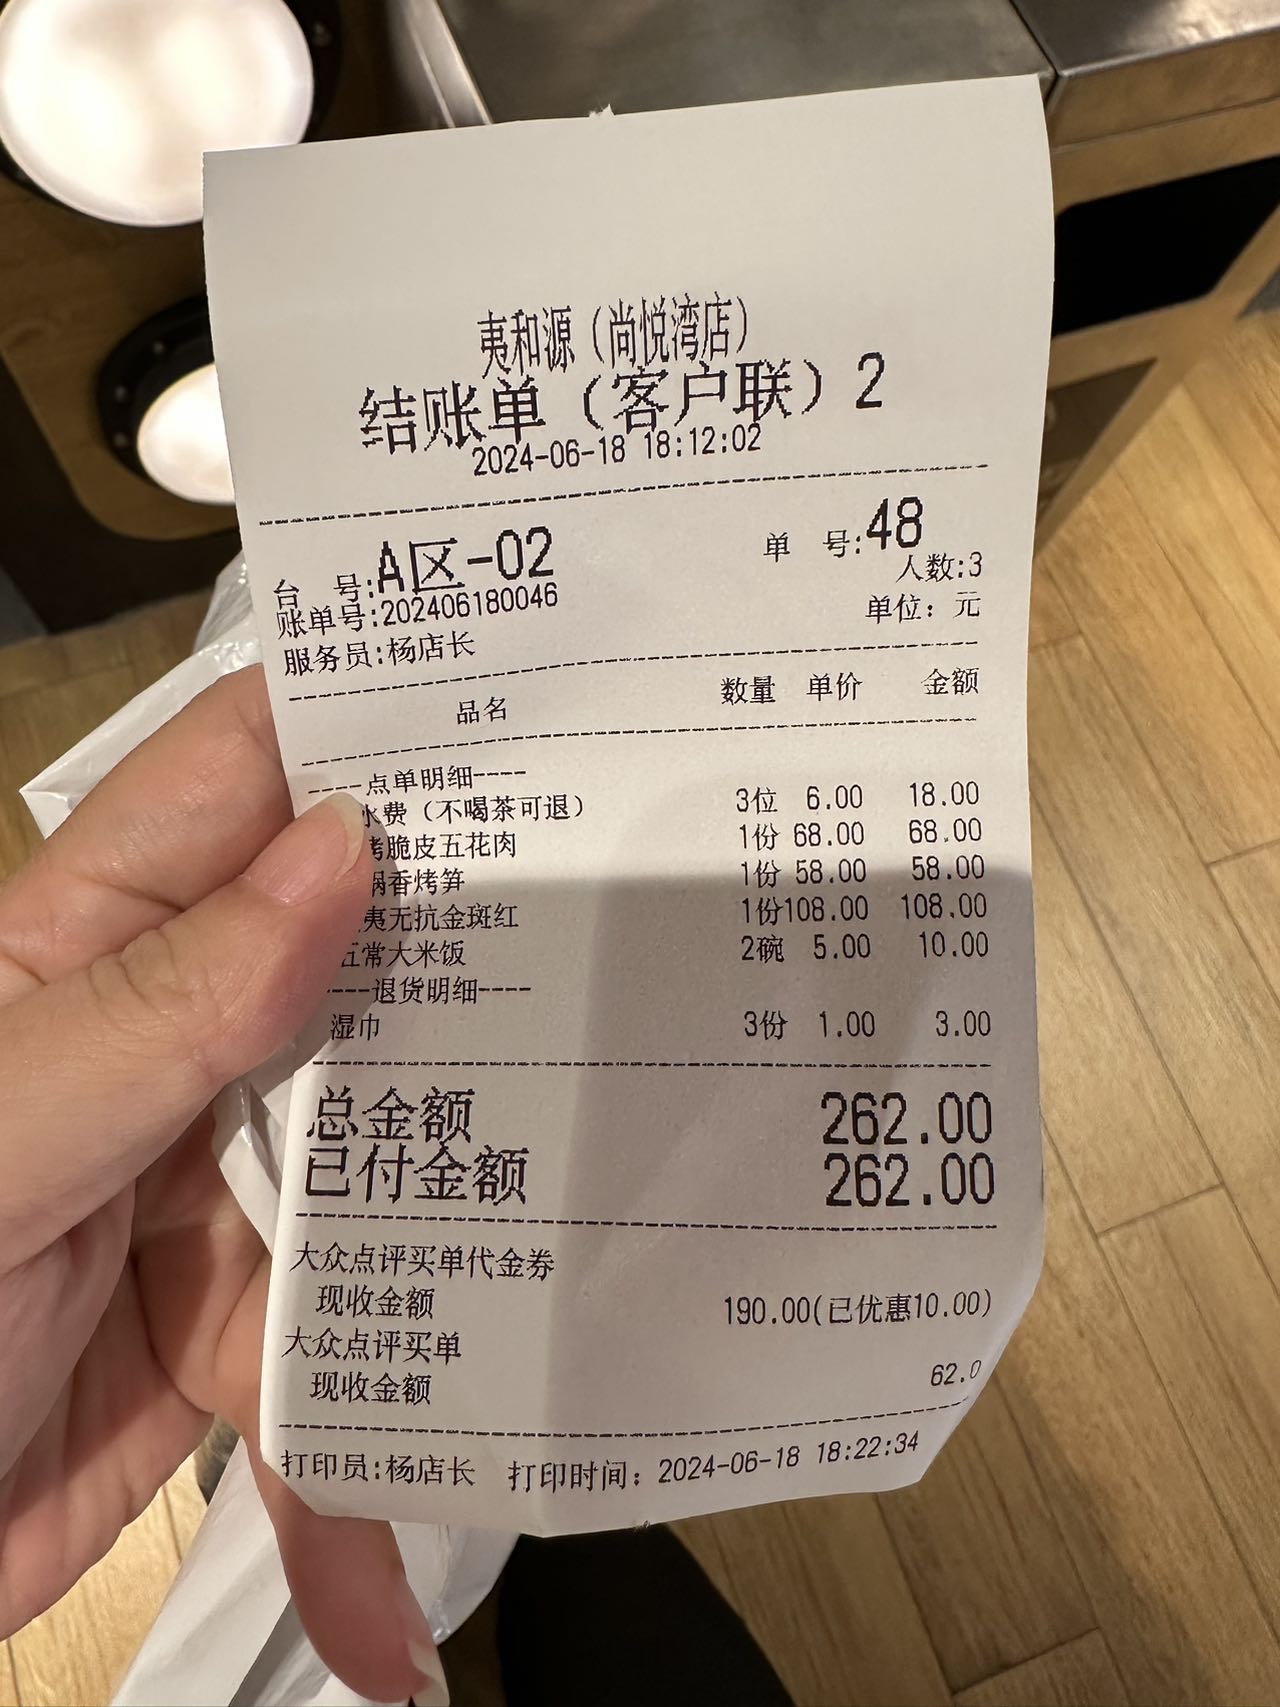 夷和源（尚悦湾店）
结账单（客户联）2
2024-06-18 18:12:02
台 号:A区-02 单 号:48
人数:3
账单号:202406180046
单位：元
服务员:杨店长
品名 数量 单价 金额
----点单明细----
水费（不喝茶可退） 3位 6.00 18.00
烤脆皮五花肉 1份 68.00 68.00
锅香烤笋 1份 58.00 58.00
夷无抗金斑红 1份 108.00 108.00
五常大米饭 2碗 5.00 10.00
----退货明细----
湿巾 3份 1.00 3.00
总金额 262.00
已付金额 262.00
大众点评买单代金券
现收金额 190.00(已优惠10.00)
大众点评买单
现收金额 62.0
打印员:杨店长 打印时间：2024-06-18 18:22:34